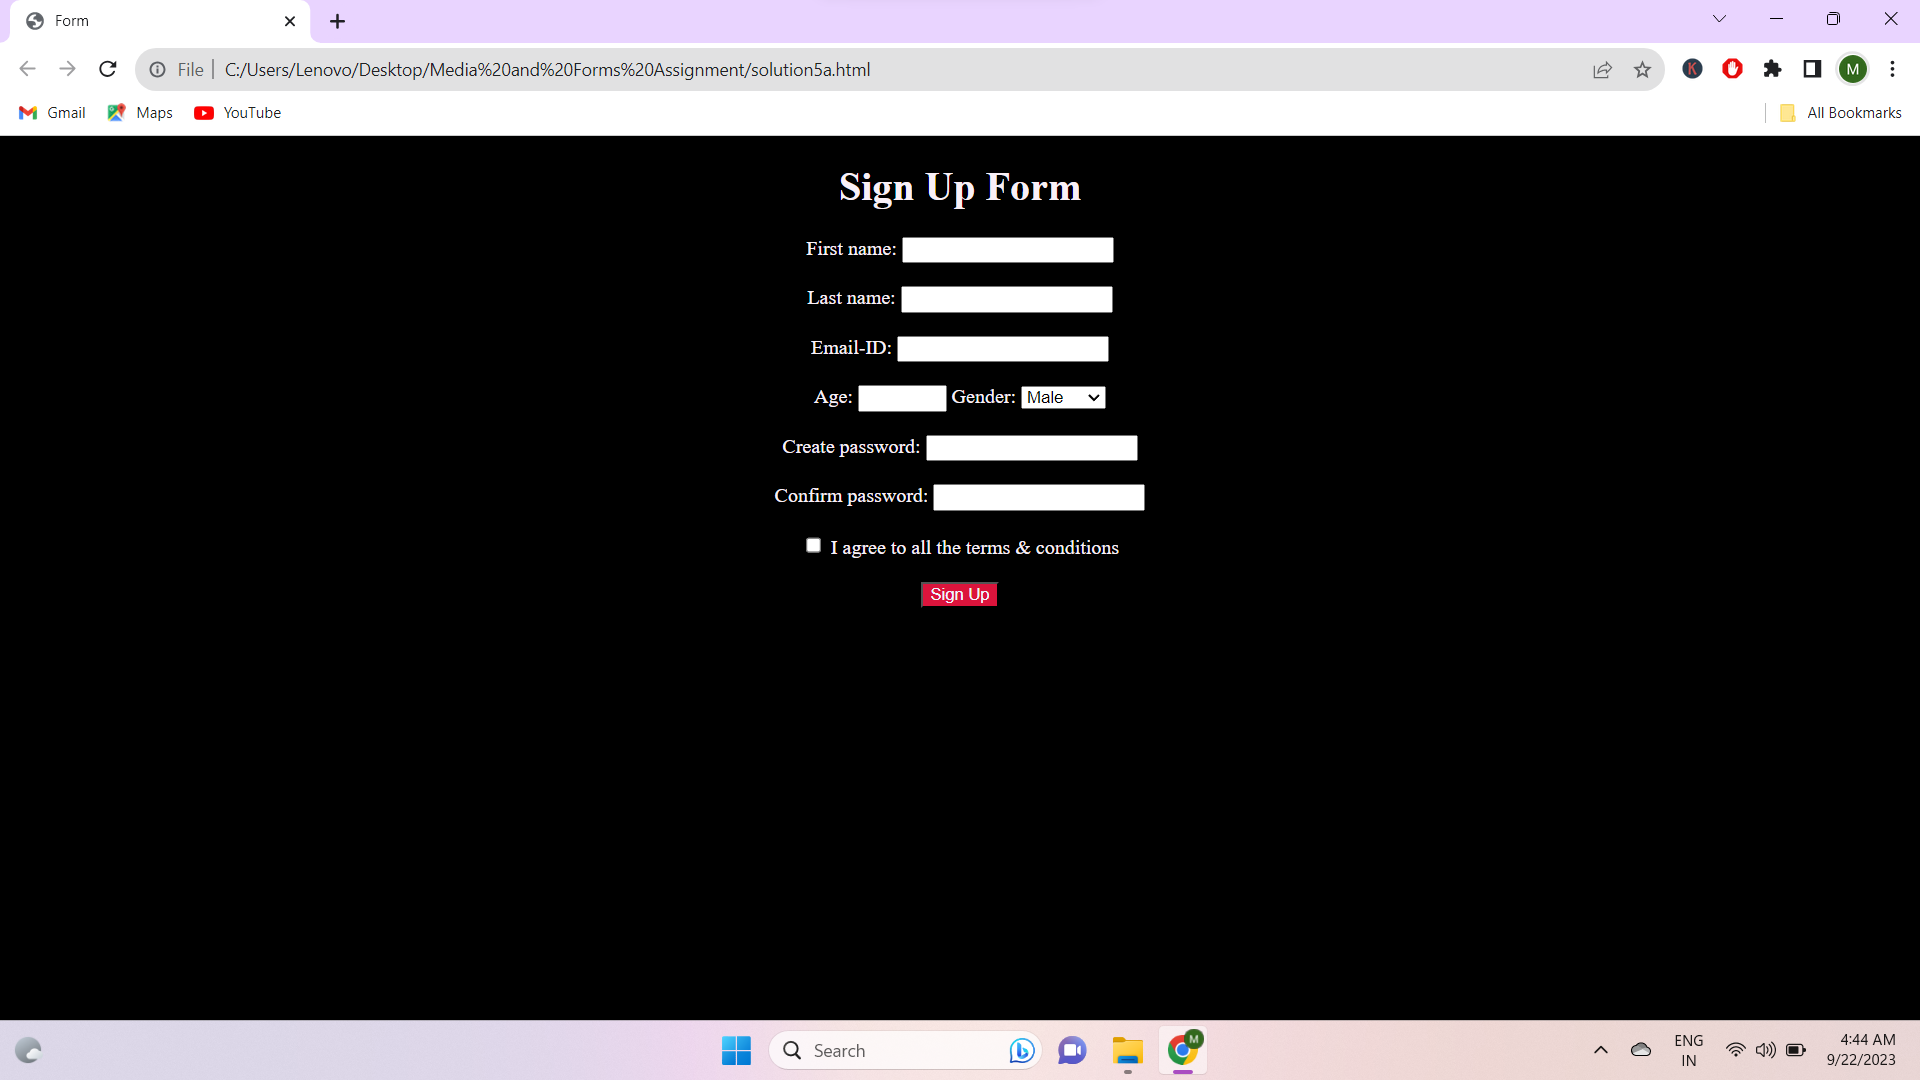 Form
File C:/Users/Lenovo/Desktop/Media%20and%20Forms%20Assignment/solution5a.html
K
M
Gmail Maps YouTube All Bookmarks
Sign Up Form
First name:
Last name:
Email-ID:
Age: Gender: Male
Create password:
Confirm password:
I agree to all the terms & conditions
Sign Up
Search
M
ENG
IN
4:44 AM
9/22/2023